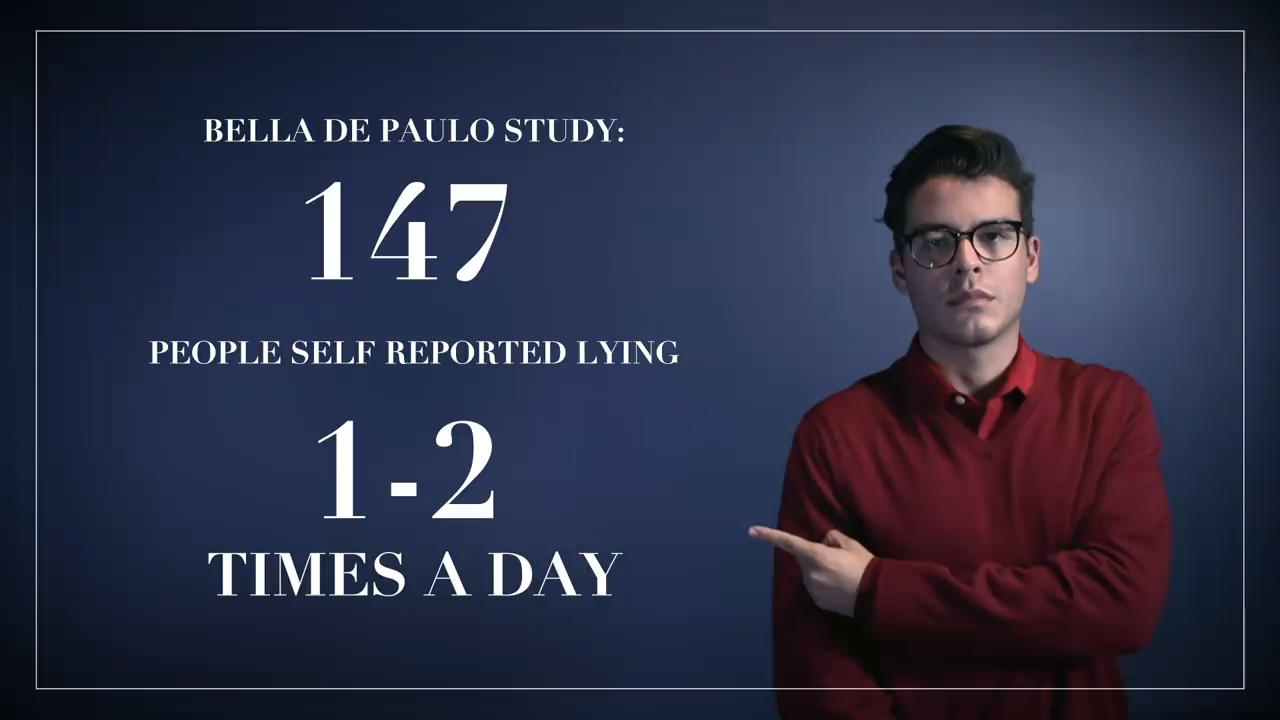 BELLA DE PAULO STUDY:
147
PEOPLE SELF REPORTED LYING
1-2
TIMES A DAY